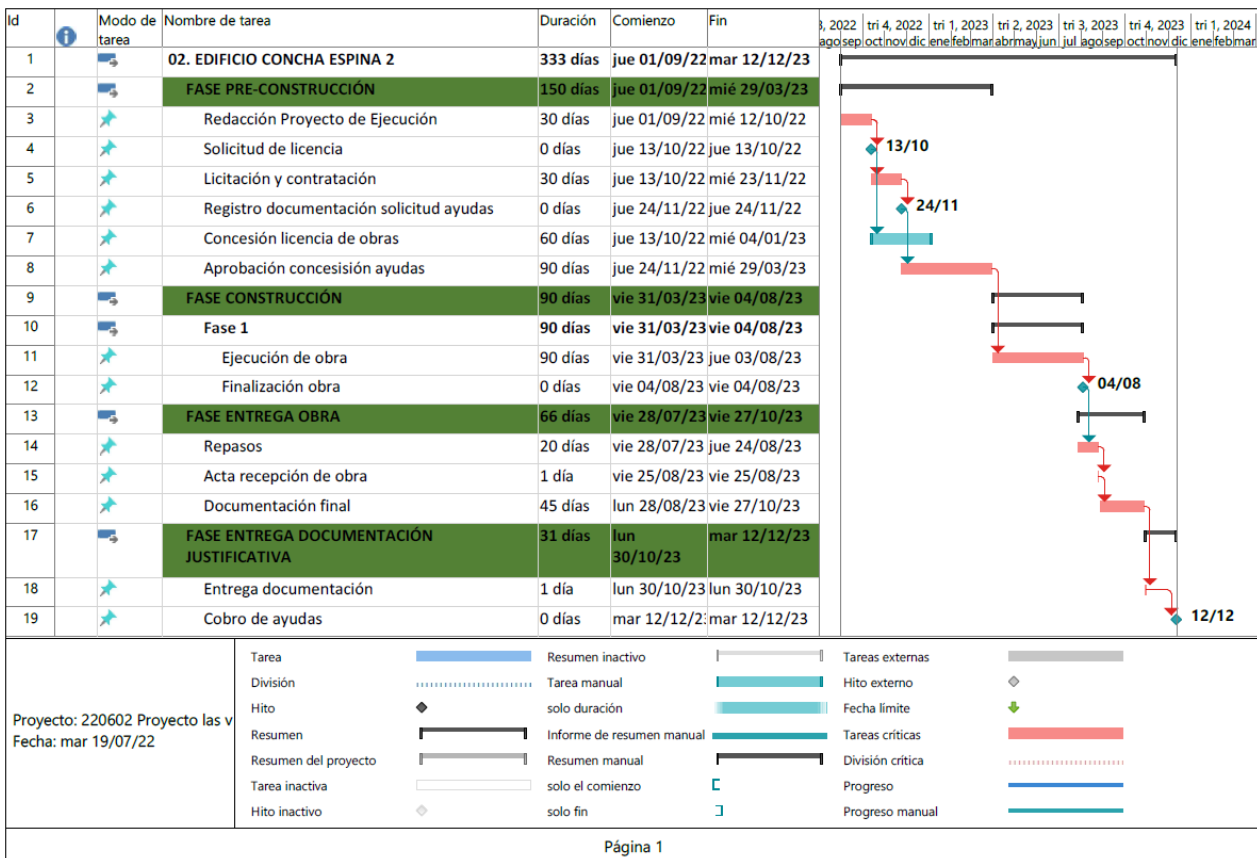 Id Modo de tarea Nombre de tarea Duración Comienzo Fin
3, 2022 tri 4, 2022 tri 1, 2023 tri 2, 2023 tri 3, 2023 tri 4, 2023 tri 1, 2024
ago sep oct nov dic ene feb mar abr may jun jul ago sep oct nov dic ene feb mar
1 02. EDIFICIO CONCHA ESPINA 2 333 días jue 01/09/22 mar 12/12/23
2 FASE PRE-CONSTRUCCIÓN 150 días jue 01/09/22 mié 29/03/23
3 Redacción Proyecto de Ejecución 30 días jue 01/09/22 mié 12/10/22
4 Solicitud de licencia 0 días jue 13/10/22 jue 13/10/22 13/10
5 Licitación y contratación 30 días jue 13/10/22 mié 23/11/22
6 Registro documentación solicitud ayudas 0 días jue 24/11/22 jue 24/11/22 24/11
7 Concesión licencia de obras 60 días jue 13/10/22 mié 04/01/23
8 Aprobación concesisión ayudas 90 días jue 24/11/22 mié 29/03/23
9 FASE CONSTRUCCIÓN 90 días vie 31/03/23 vie 04/08/23
10 Fase 1 90 días vie 31/03/23 vie 04/08/23
11 Ejecución de obra 90 días vie 31/03/23 jue 03/08/23
12 Finalización obra 0 días vie 04/08/23 vie 04/08/23 04/08
13 FASE ENTREGA OBRA 66 días vie 28/07/23 vie 27/10/23
14 Repasos 20 días vie 28/07/23 jue 24/08/23
15 Acta recepción de obra 1 día vie 25/08/23 vie 25/08/23
16 Documentación final 45 días lun 28/08/23 vie 27/10/23
17 FASE ENTREGA DOCUMENTACIÓN 31 días lun mar 12/12/23
JUSTIFICATIVA 30/10/23
18 Entrega documentación 1 día lun 30/10/23 lun 30/10/23
19 Cobro de ayudas 0 días mar 12/12/2 mar 12/12/23 12/12
Proyecto: 220602 Proyecto las v
Fecha: mar 19/07/22
Tarea Resumen inactivo Tareas externas
División Tarea manual Hito externo
Hito solo duración Fecha límite
Resumen Informe de resumen manual Tareas críticas
Resumen del proyecto Resumen manual División crítica
Tarea inactiva solo el comienzo Progreso
Hito inactivo solo fin Progreso manual
Página 1